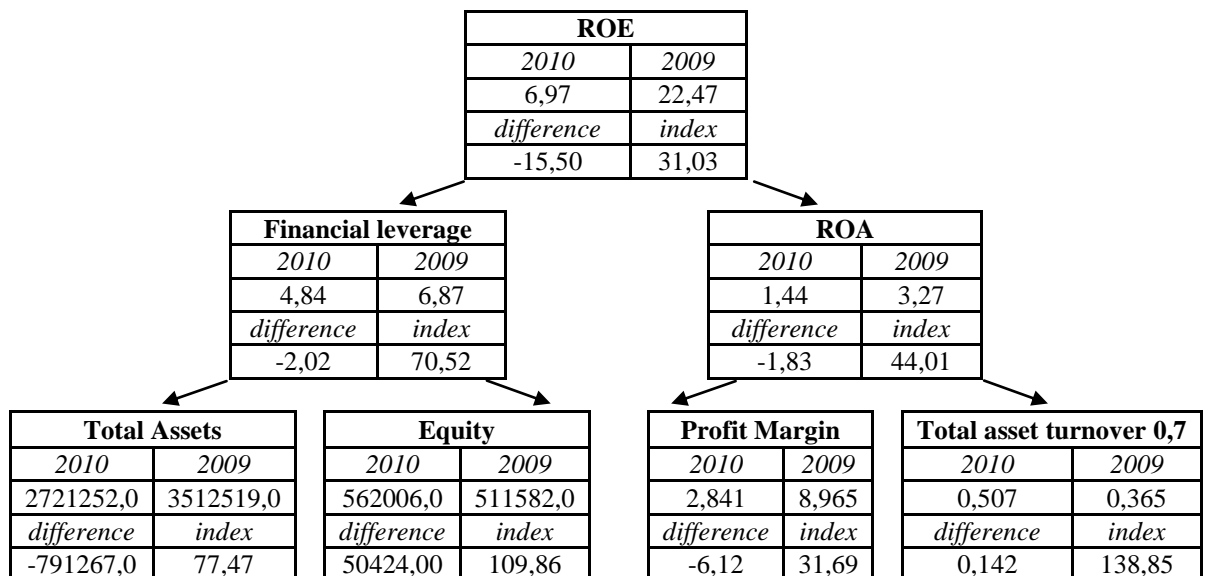 ROE
2010 2009
6,97 22,47
difference index
-15,50 31,03
Financial leverage
2010 2009
4,84 6,87
difference index
-2,02 70,52
ROA
2010 2009
1,44 3,27
difference index
-1,83 44,01
Total Assets
2010 2009
2721252,0 3512519,0
difference index
-791267,0 77,47
Equity
2010 2009
562006,0 511582,0
difference index
50424,00 109,86
Profit Margin
2010 2009
2,841 8,965
difference index
-6,12 31,69
Total asset turnover 0,7
2010 2009
0,507 0,365
difference index
0,142 138,85